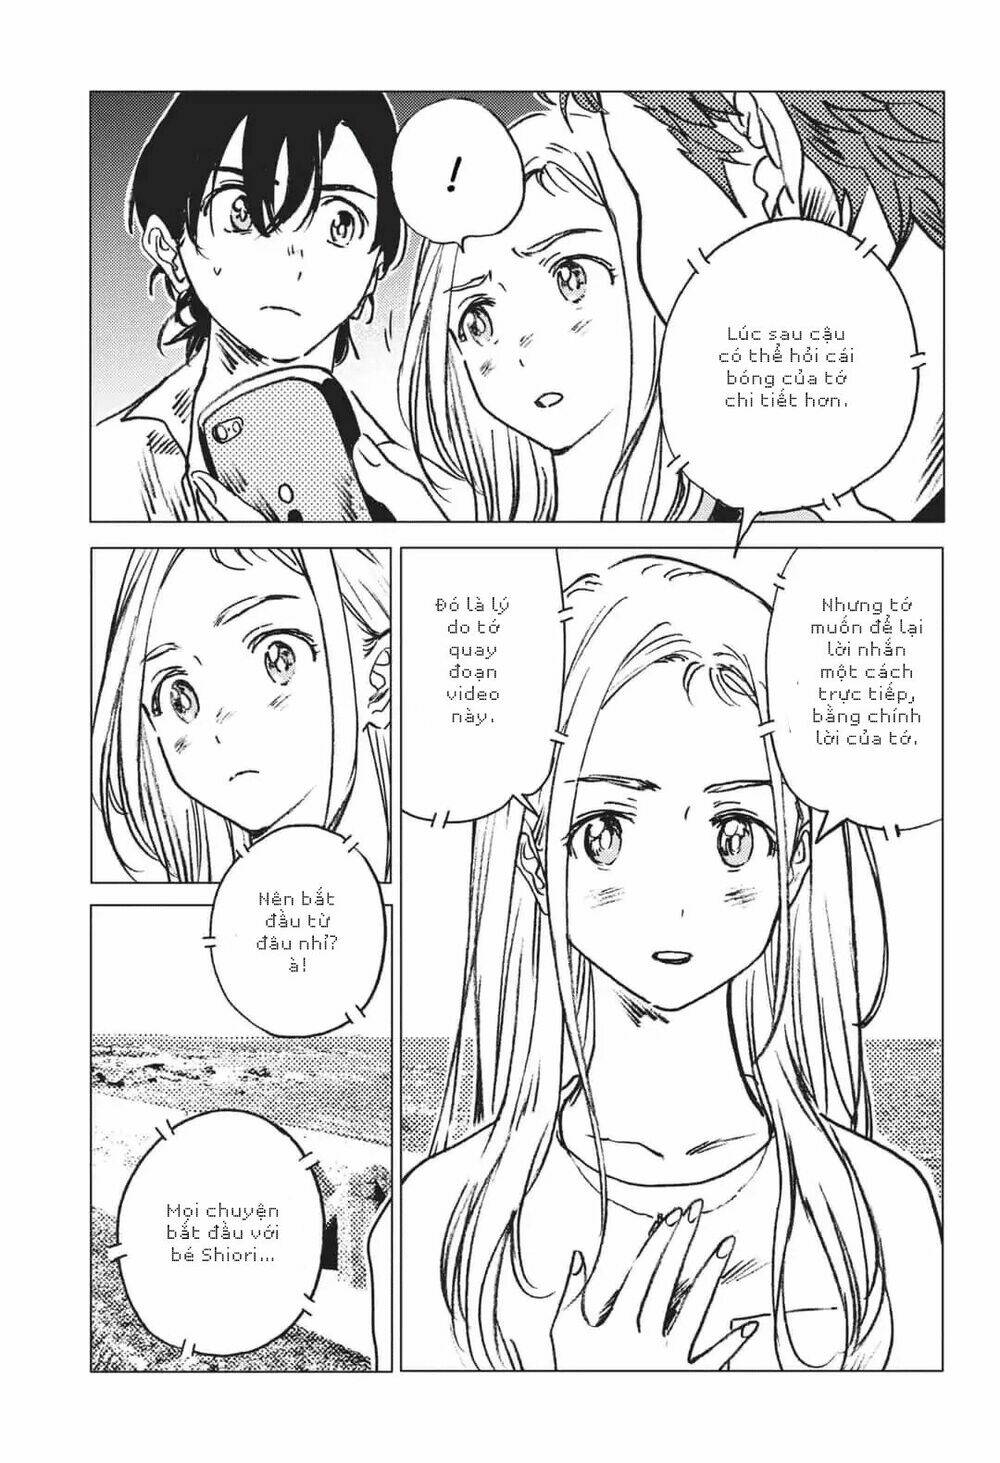 !
Lúc sau cậu
có thể hỏi cái
bóng của tớ
chi tiết hơn.
Nhưng tớ
muốn để lại
lời nhắn
một cách
trực tiếp,
bằng chính
lời của tớ.
Đó là lý
do tớ
quay
đoạn
video
này.
Nên bắt
đầu từ
đâu nhỉ?
à!
Mọi chuyện
bắt đầu với
bé Shiori...